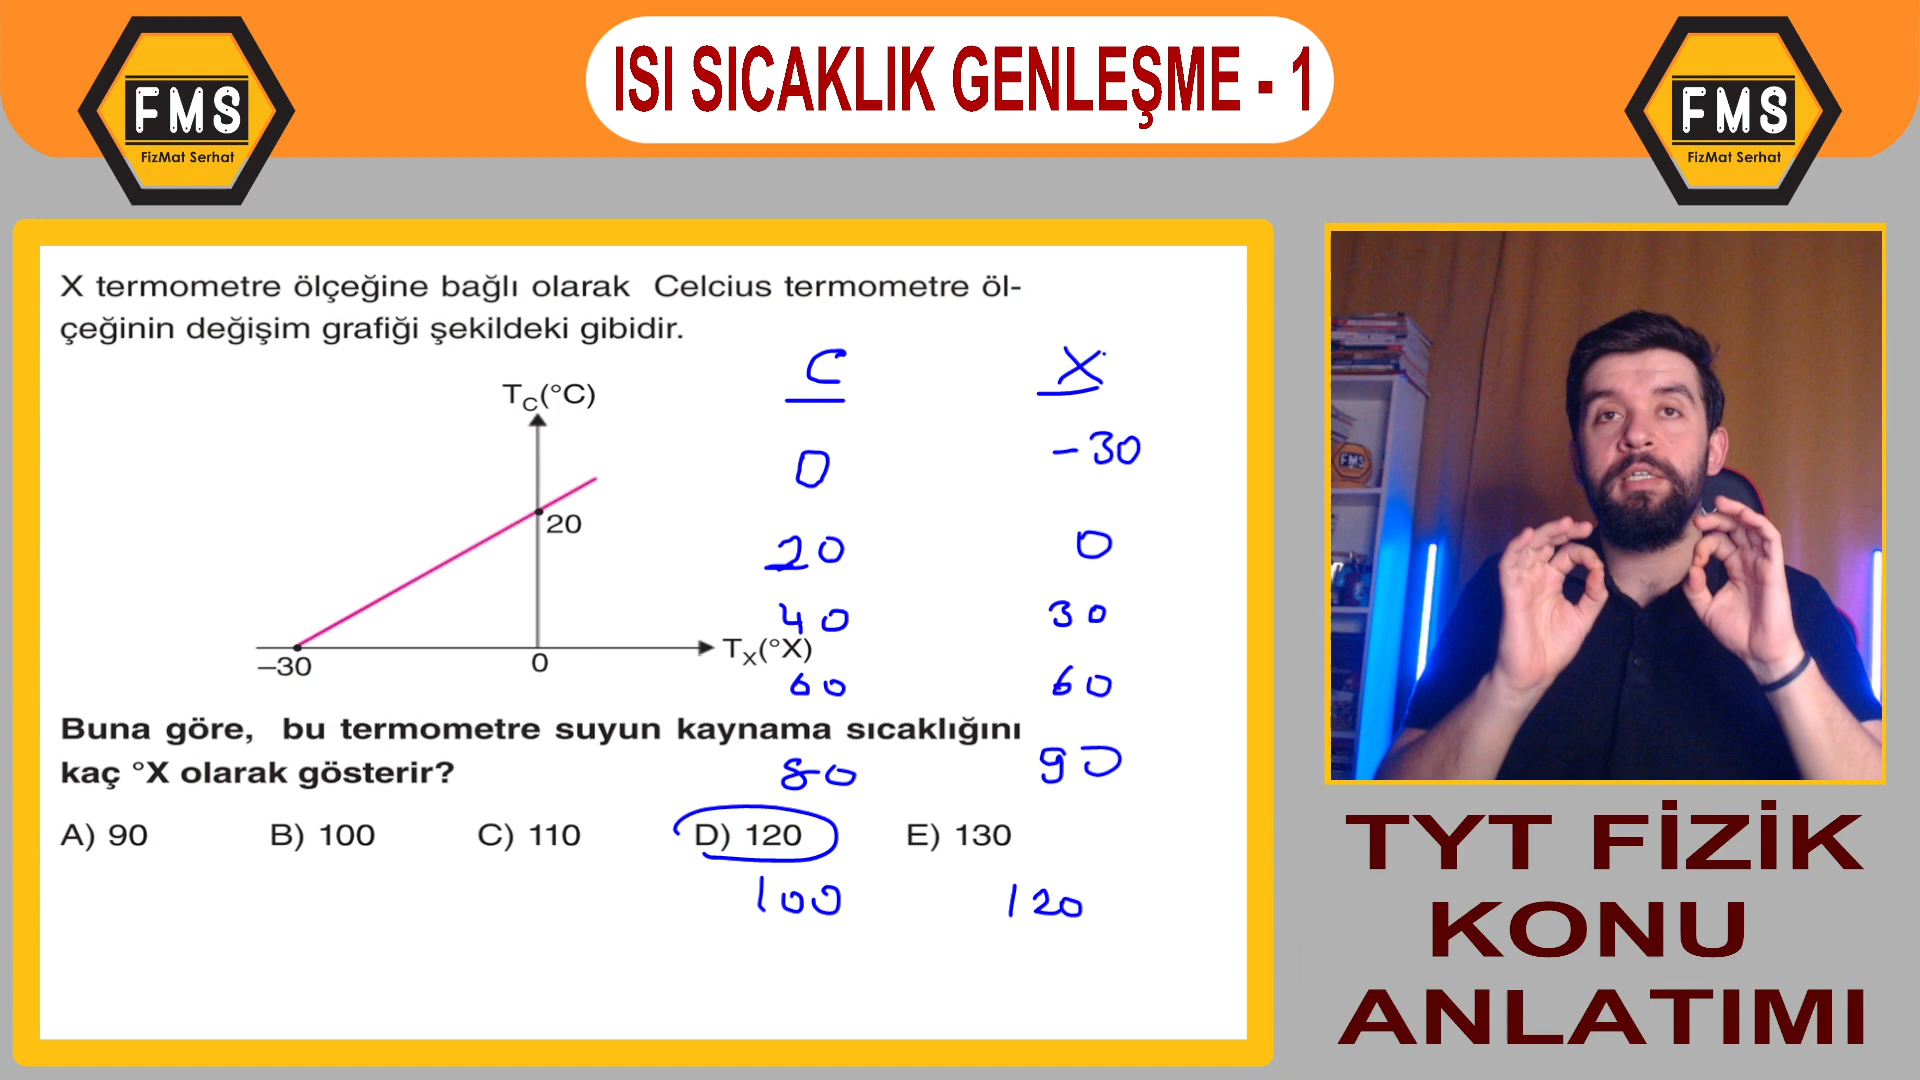 ISI SICAKLIK GENLEŞME - 1
FMS
FizMat Serhat
FMS
FizMat Serhat
X termometre ölçeğine bağlı olarak Celcius termometre öl-
çeğinin değişim grafiği şekildeki gibidir.
T_C(°C)
20
–30
0
T_X(°X)
C X
0 -30
20 0
40 30
60 60
80 90
100 120
Buna göre, bu termometre suyun kaynama sıcaklığını
kaç °X olarak gösterir?
A) 90 B) 100 C) 110 D) 120 E) 130
FMS
TYT FİZİK
KONU
ANLATIMI